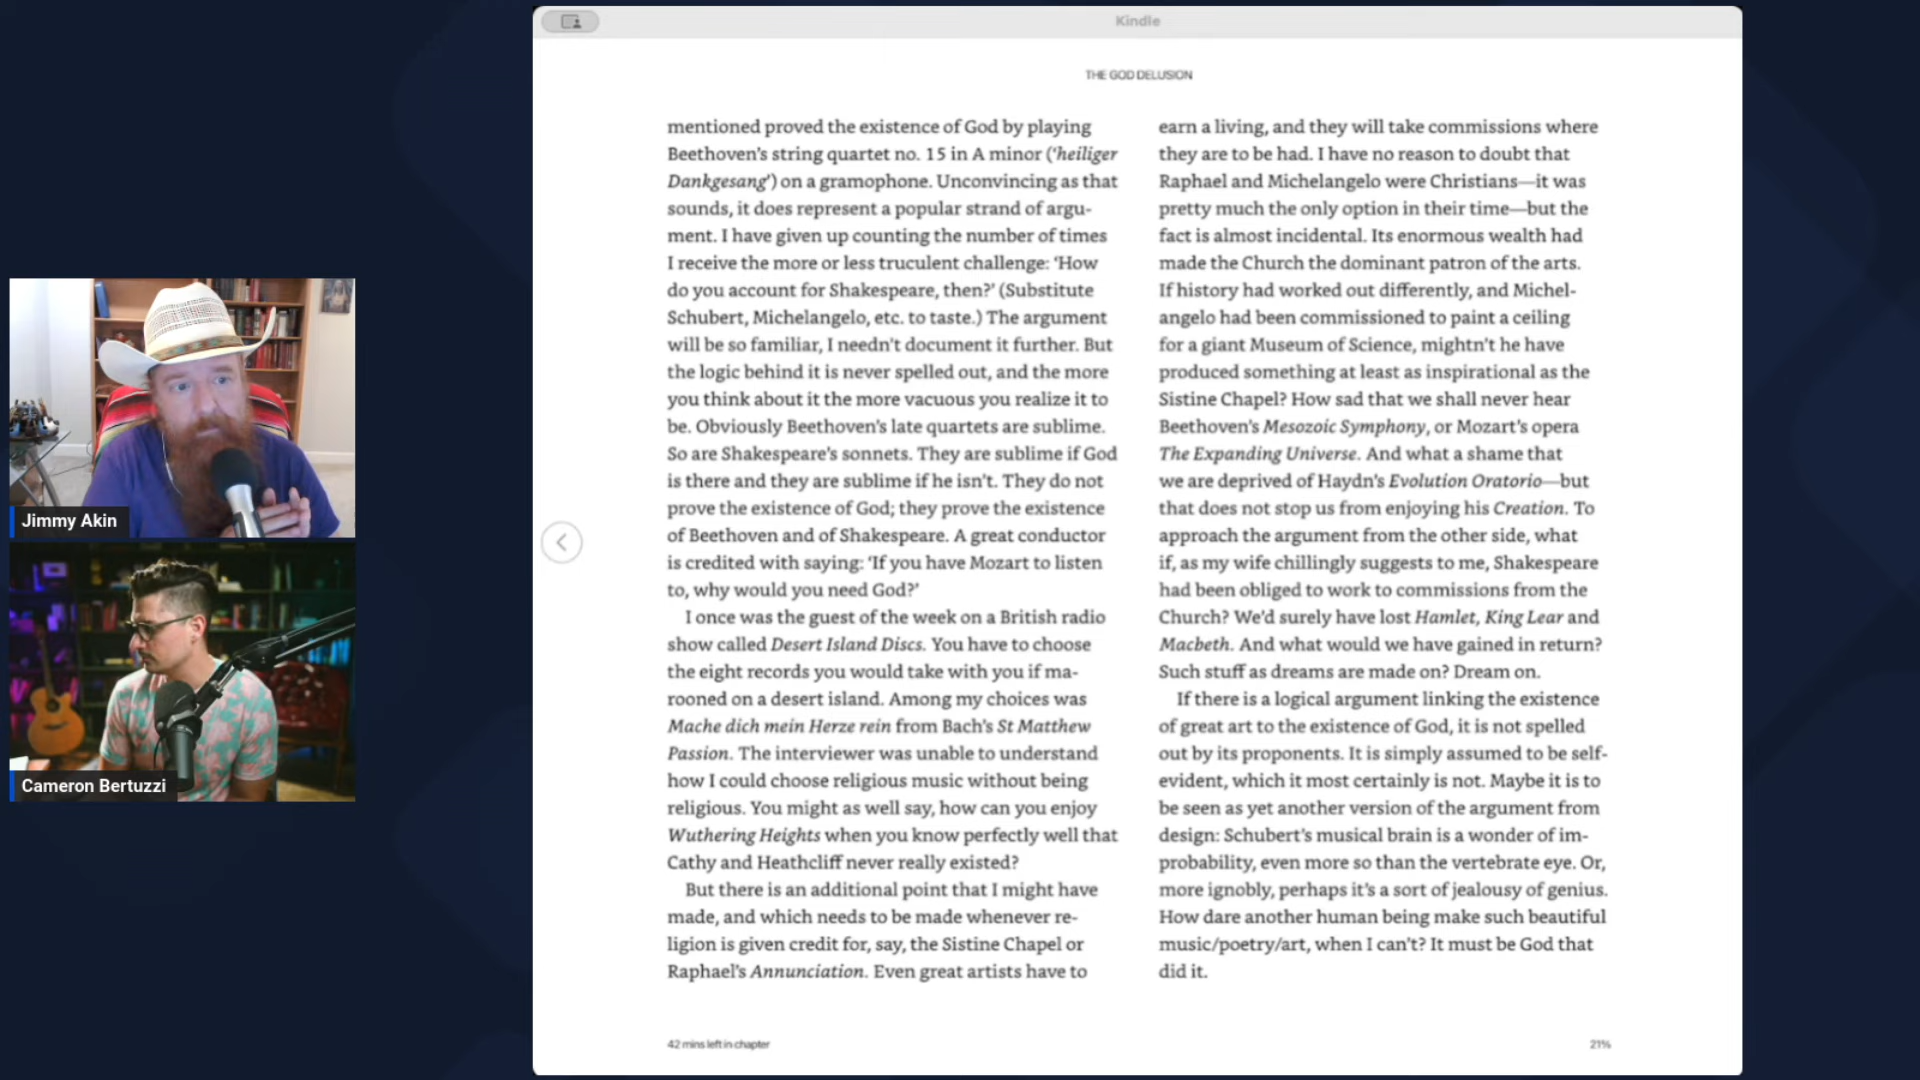 Kindle
THE GOD DELUSION
mentioned proved the existence of God by playing
Beethoven's string quartet no. 15 in A minor ('heiliger
Dankgesang') on a gramophone. Unconvincing as that
sounds, it does represent a popular strand of argu-
ment. I have given up counting the number of times
I receive the more or less truculent challenge: 'How
do you account for Shakespeare, then?' (Substitute
Schubert, Michelangelo, etc. to taste.) The argument
will be so familiar, I needn't document it further. But
the logic behind it is never spelled out, and the more
you think about it the more vacuous you realize it to
be. Obviously Beethoven's late quartets are sublime.
So are Shakespeare's sonnets. They are sublime if God
is there and they are sublime if he isn't. They do not
prove the existence of God; they prove the existence
of Beethoven and of Shakespeare. A great conductor
is credited with saying: 'If you have Mozart to listen
to, why would you need God?'
I once was the guest of the week on a British radio
show called Desert Island Discs. You have to choose
the eight records you would take with you if ma-
rooned on a desert island. Among my choices was
Mache dich mein Herze rein from Bach's St Matthew
Passion. The interviewer was unable to understand
how I could choose religious music without being
religious. You might as well say, how can you enjoy
Wuthering Heights when you know perfectly well that
Cathy and Heathcliff never really existed?
But there is an additional point that I might have
made, and which needs to be made whenever re-
ligion is given credit for, say, the Sistine Chapel or
Raphael's Annunciation. Even great artists have to
earn a living, and they will take commissions where
they are to be had. I have no reason to doubt that
Raphael and Michelangelo were Christians—it was
pretty much the only option in their time—but the
fact is almost incidental. Its enormous wealth had
made the Church the dominant patron of the arts.
If history had worked out differently, and Michel-
angelo had been commissioned to paint a ceiling
for a giant Museum of Science, mightn't he have
produced something at least as inspirational as the
Sistine Chapel? How sad that we shall never hear
Beethoven's Mesozoic Symphony, or Mozart's opera
The Expanding Universe. And what a shame that
we are deprived of Haydn's Evolution Oratorio—but
that does not stop us from enjoying his Creation. To
approach the argument from the other side, what
if, as my wife chillingly suggests to me, Shakespeare
had been obliged to work to commissions from the
Church? We'd surely have lost Hamlet, King Lear and
Macbeth. And what would we have gained in return?
Such stuff as dreams are made on? Dream on.
If there is a logical argument linking the existence
of great art to the existence of God, it is not spelled
out by its proponents. It is simply assumed to be self-
evident, which it most certainly is not. Maybe it is to
be seen as yet another version of the argument from
design: Schubert's musical brain is a wonder of im-
probability, even more so than the vertebrate eye. Or,
more ignobly, perhaps it's a sort of jealousy of genius.
How dare another human being make such beautiful
music/poetry/art, when I can't? It must be God that
did it.
42 mins left in chapter
21%
Jimmy Akin
Cameron Bertuzzi